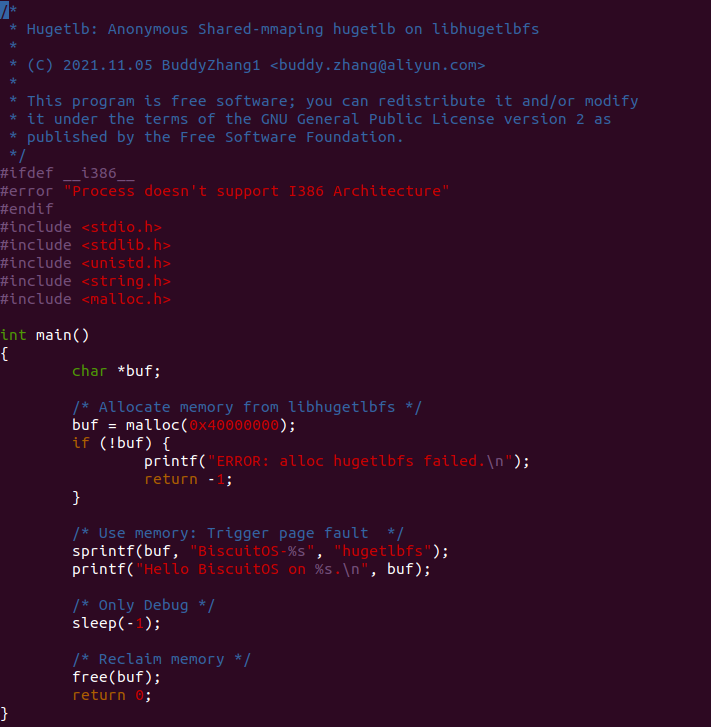 /*
 * Hugetlb: Anonymous Shared-mmaping hugetlb on libhugetlbfs
 *
 * (C) 2021.11.05 BuddyZhang1 <buddy.zhang@aliyun.com>
 *
 * This program is free software; you can redistribute it and/or modify
 * it under the terms of the GNU General Public License version 2 as
 * published by the Free Software Foundation.
 */
#ifdef __i386__
#error "Process doesn't support I386 Architecture"
#endif
#include <stdio.h>
#include <stdlib.h>
#include <unistd.h>
#include <string.h>
#include <malloc.h>

int main()
{
        char *buf;

        /* Allocate memory from libhugetlbfs */
        buf = malloc(0x40000000);
        if (!buf) {
                printf("ERROR: alloc hugetlbfs failed.\n");
                return -1;
        }

        /* Use memory: Trigger page fault  */
        sprintf(buf, "BiscuitOS-%s", "hugetlbfs");
        printf("Hello BiscuitOS on %s.\n", buf);

        /* Only Debug */
        sleep(-1);

        /* Reclaim memory */
        free(buf);
        return 0;
}